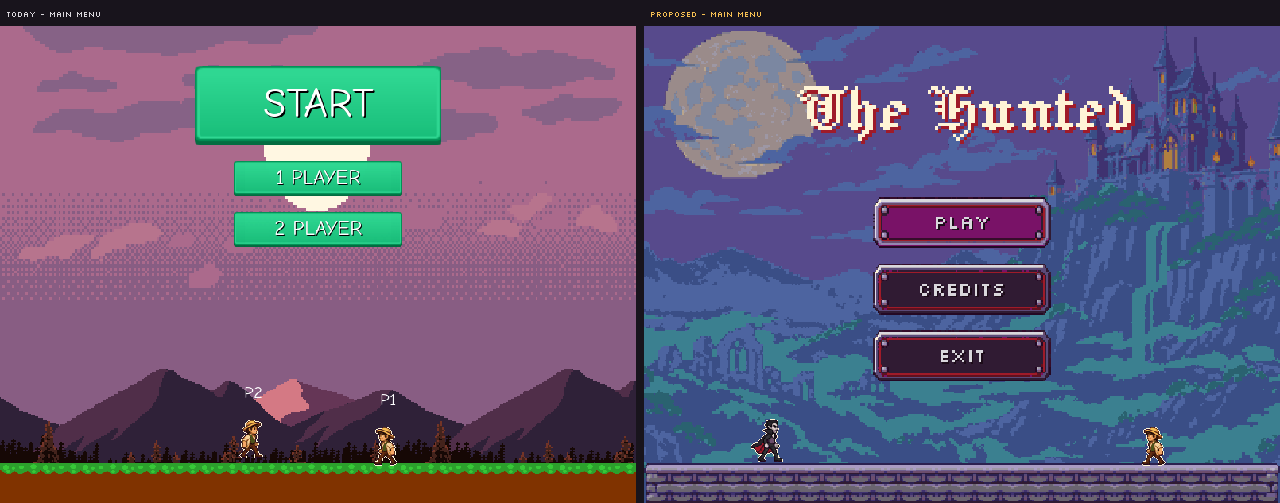 TODAY - MAIN MENU
START
1 PLAYER
2 PLAYER
P2
P1
PROPOSED - MAIN MENU
The Hunted
PLAY
CREDITS
EXIT